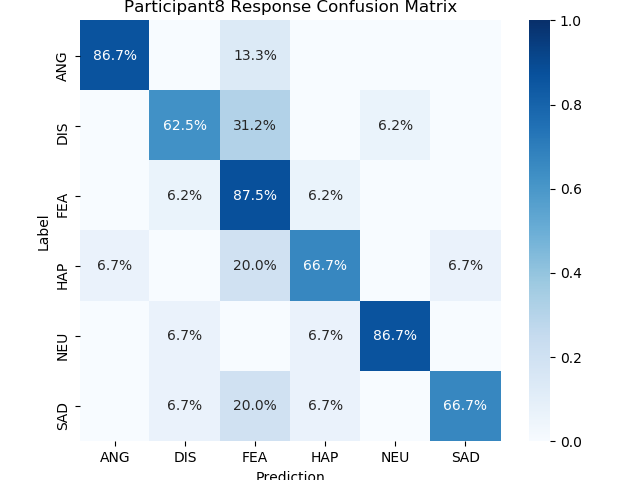 Participant8 Response Confusion Matrix
ANG 86.7% 13.3%
DIS 62.5% 31.2% 6.2%
FEA 6.2% 87.5% 6.2%
HAP 6.7% 20.0% 66.7% 6.7%
NEU 6.7% 6.7% 86.7%
SAD 6.7% 20.0% 6.7% 66.7%
Label
ANG DIS FEA HAP NEU SAD
Prediction
1.0
0.8
0.6
0.4
0.2
0.0